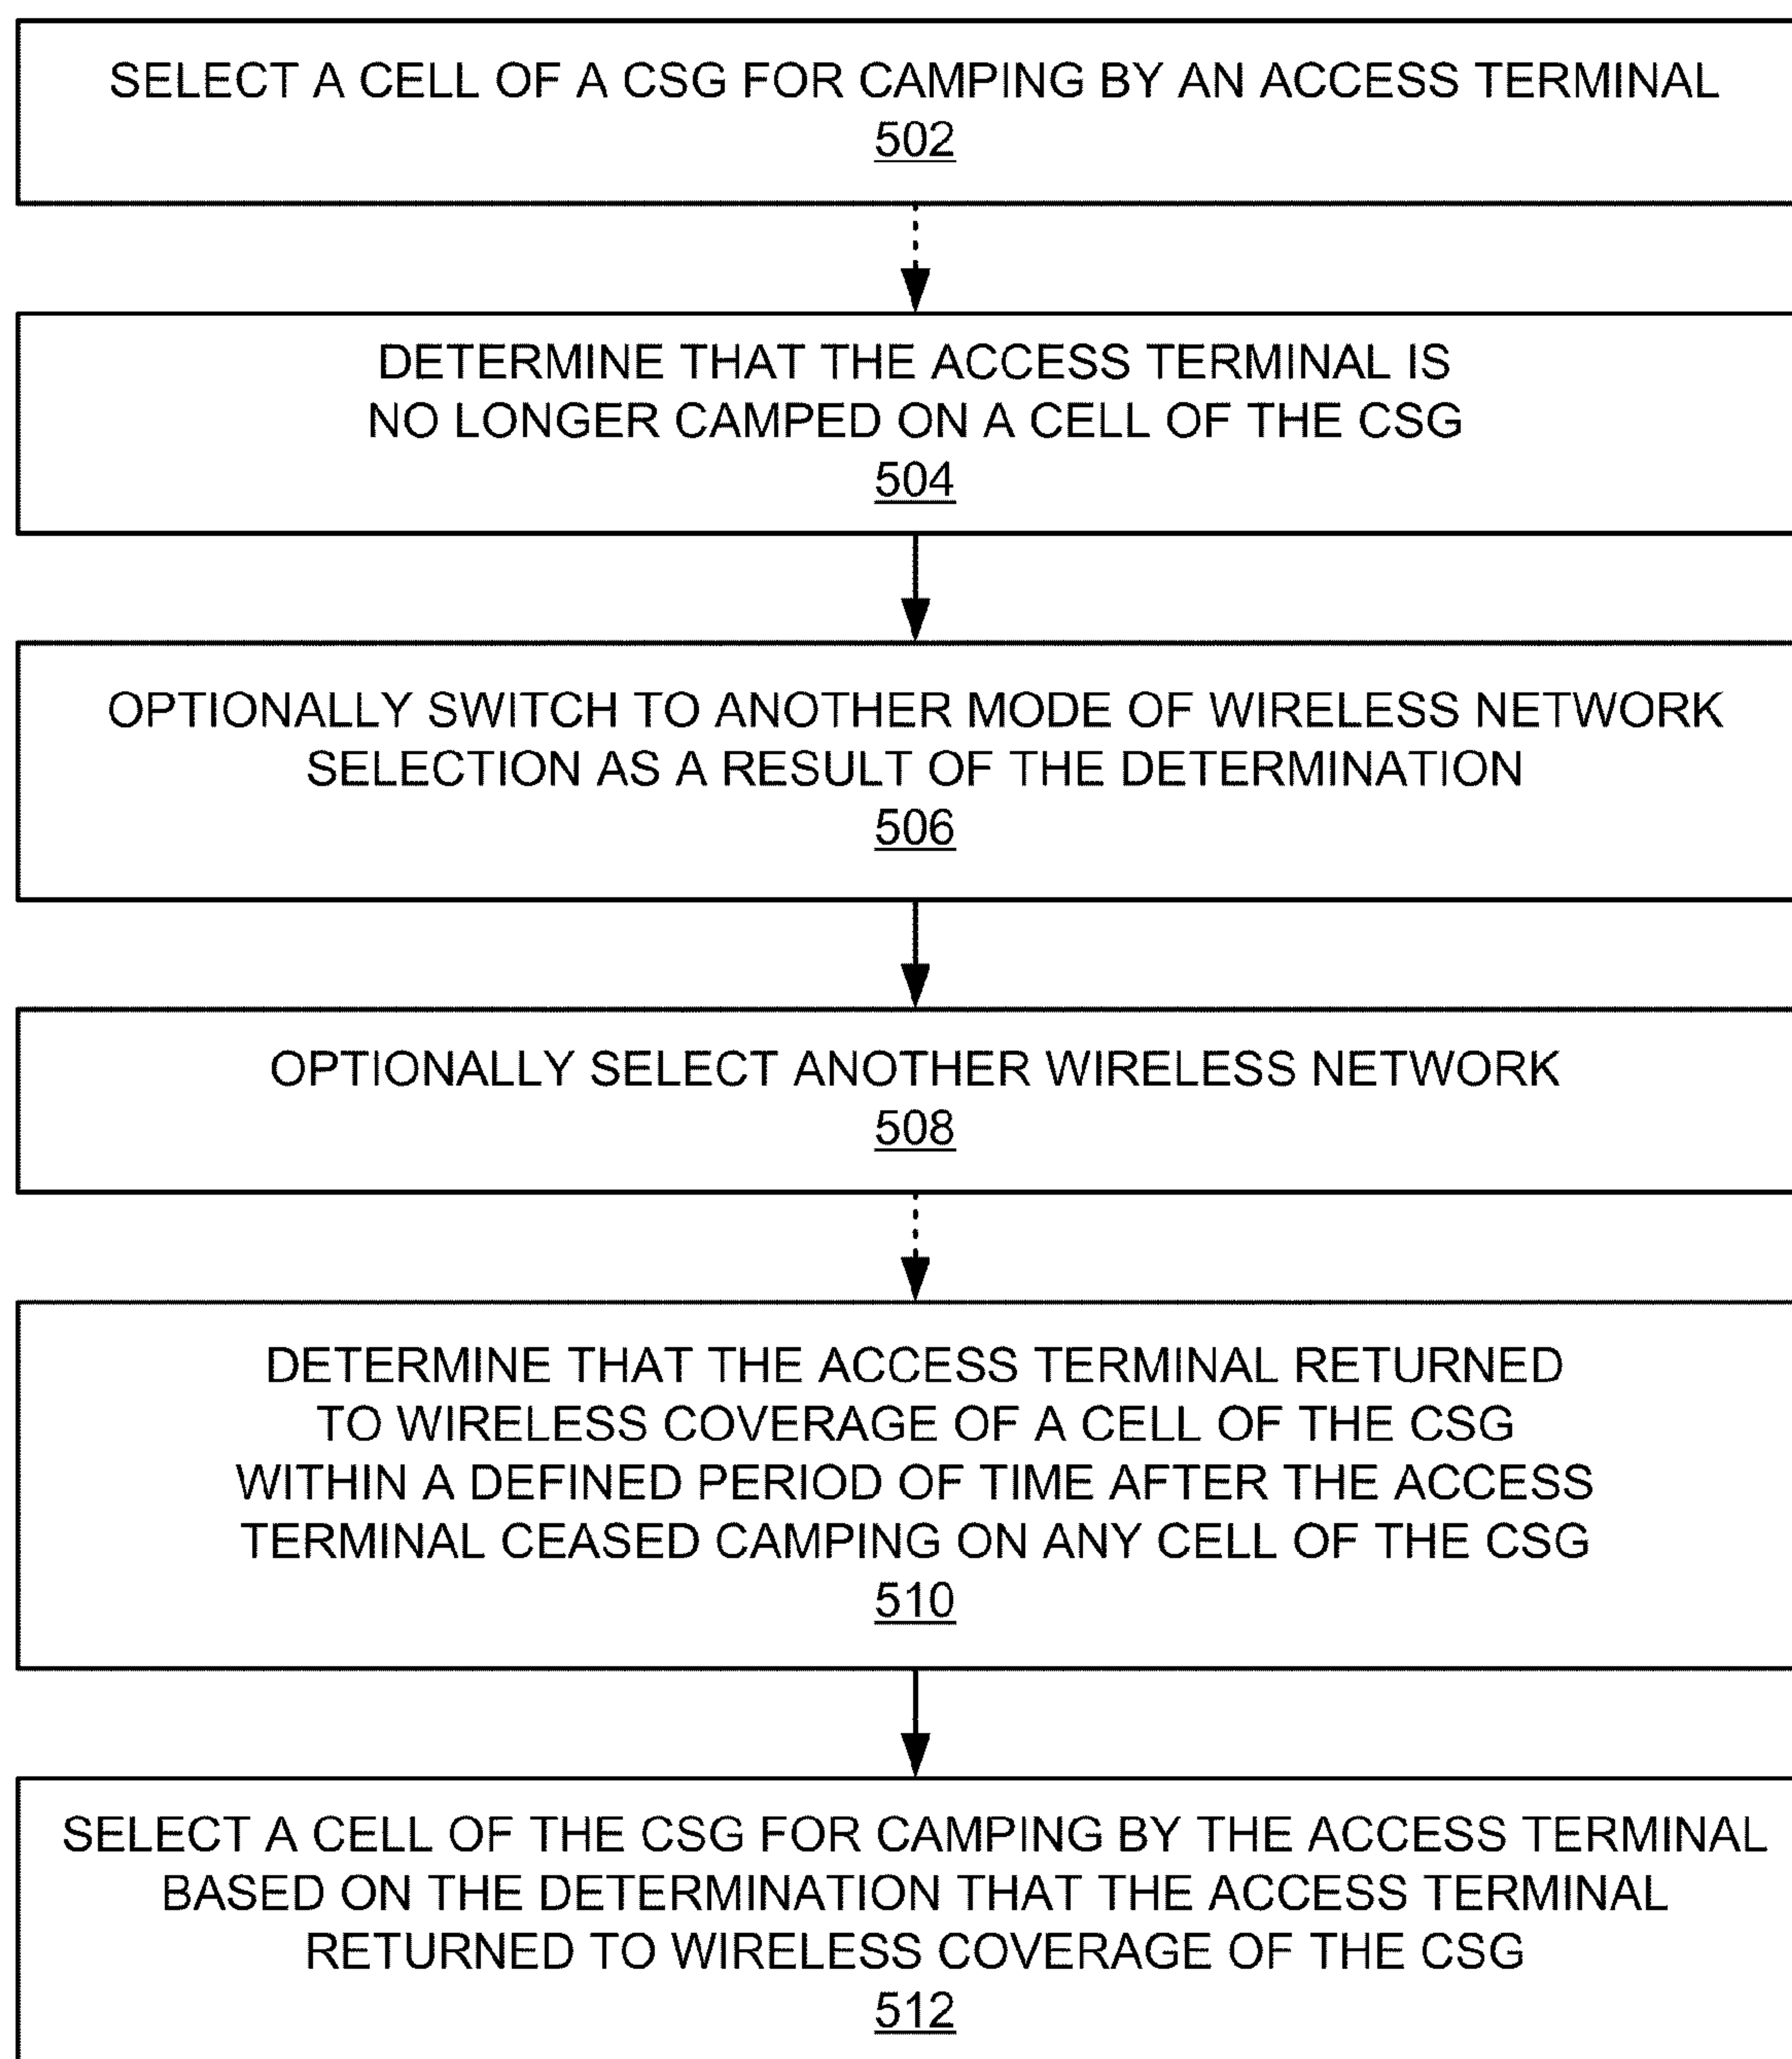 SELECT A CELL OF A CSG FOR CAMPING BY AN ACCESS TERMINAL
502
DETERMINE THAT THE ACCESS TERMINAL IS
NO LONGER CAMPED ON A CELL OF THE CSG
504
OPTIONALLY SWITCH TO ANOTHER MODE OF WIRELESS NETWORK
SELECTION AS A RESULT OF THE DETERMINATION
506
OPTIONALLY SELECT ANOTHER WIRELESS NETWORK
508
DETERMINE THAT THE ACCESS TERMINAL RETURNED
TO WIRELESS COVERAGE OF A CELL OF THE CSG
WITHIN A DEFINED PERIOD OF TIME AFTER THE ACCESS
TERMINAL CEASED CAMPING ON ANY CELL OF THE CSG
510
SELECT A CELL OF THE CSG FOR CAMPING BY THE ACCESS TERMINAL
BASED ON THE DETERMINATION THAT THE ACCESS TERMINAL
RETURNED TO WIRELESS COVERAGE OF THE CSG
512